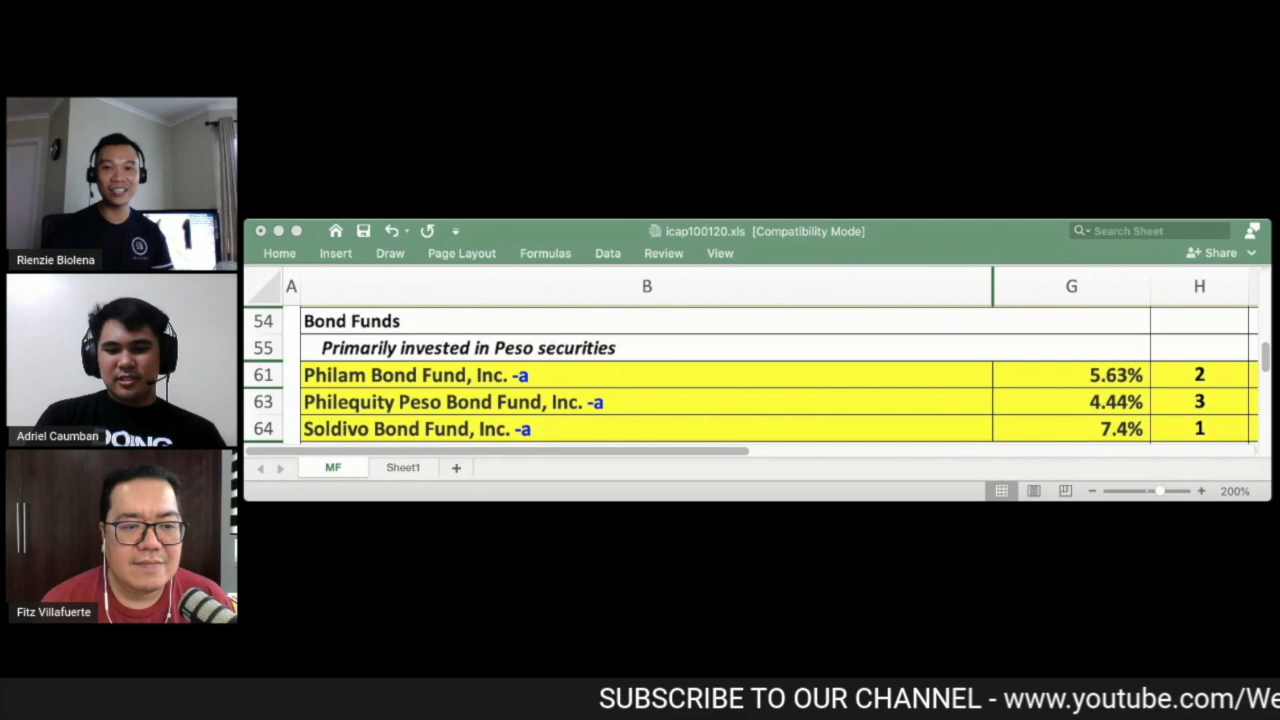 Rienzie Biolena
Adriel Caumban
DOING
Fitz Villafuerte
icap100120.xls [Compatibility Mode]
Search Sheet
Home Insert Draw Page Layout Formulas Data Review View Share
A B G H
54 Bond Funds
55 Primarily invested in Peso securities
61 Philam Bond Fund, Inc. -a 5.63% 2
63 Philequity Peso Bond Fund, Inc. -a 4.44% 3
64 Soldivo Bond Fund, Inc. -a 7.4% 1
MF Sheet1 +
200%
SUBSCRIBE TO OUR CHANNEL - www.youtube.com/We